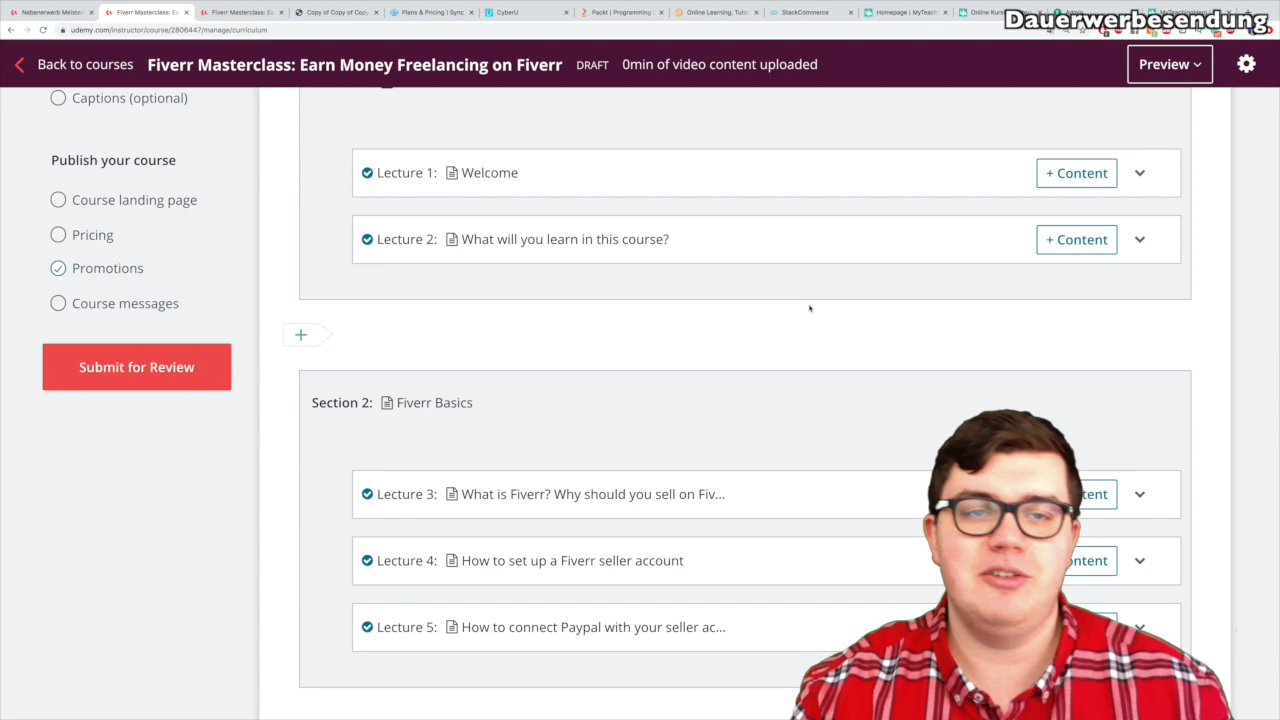 Nebenerwerb Meister
Fiverr Masterclass: Ea
Fiverr Masterclass: Ea
Copy of Copy of Copy
Plans & Pricing | Sync
CyberU
Packt | Programming
Online Learning, Tuto
StackCommerce
Homepage | MyTeach
Online Kurs
Dauerwerbesendung
udemy.com/instructor/course/2806447/manage/curriculum
Back to courses
Fiverr Masterclass: Earn Money Freelancing on Fiverr
DRAFT
0min of video content uploaded
Preview
Captions (optional)
Publish your course
Course landing page
Pricing
Promotions
Course messages
Submit for Review
Lecture 1: Welcome
+ Content
Lecture 2: What will you learn in this course?
+ Content
+
Section 2: Fiverr Basics
Lecture 3: What is Fiverr? Why should you sell on Fiv...
tent
Lecture 4: How to set up a Fiverr seller account
ontent
Lecture 5: How to connect Paypal with your seller ac...